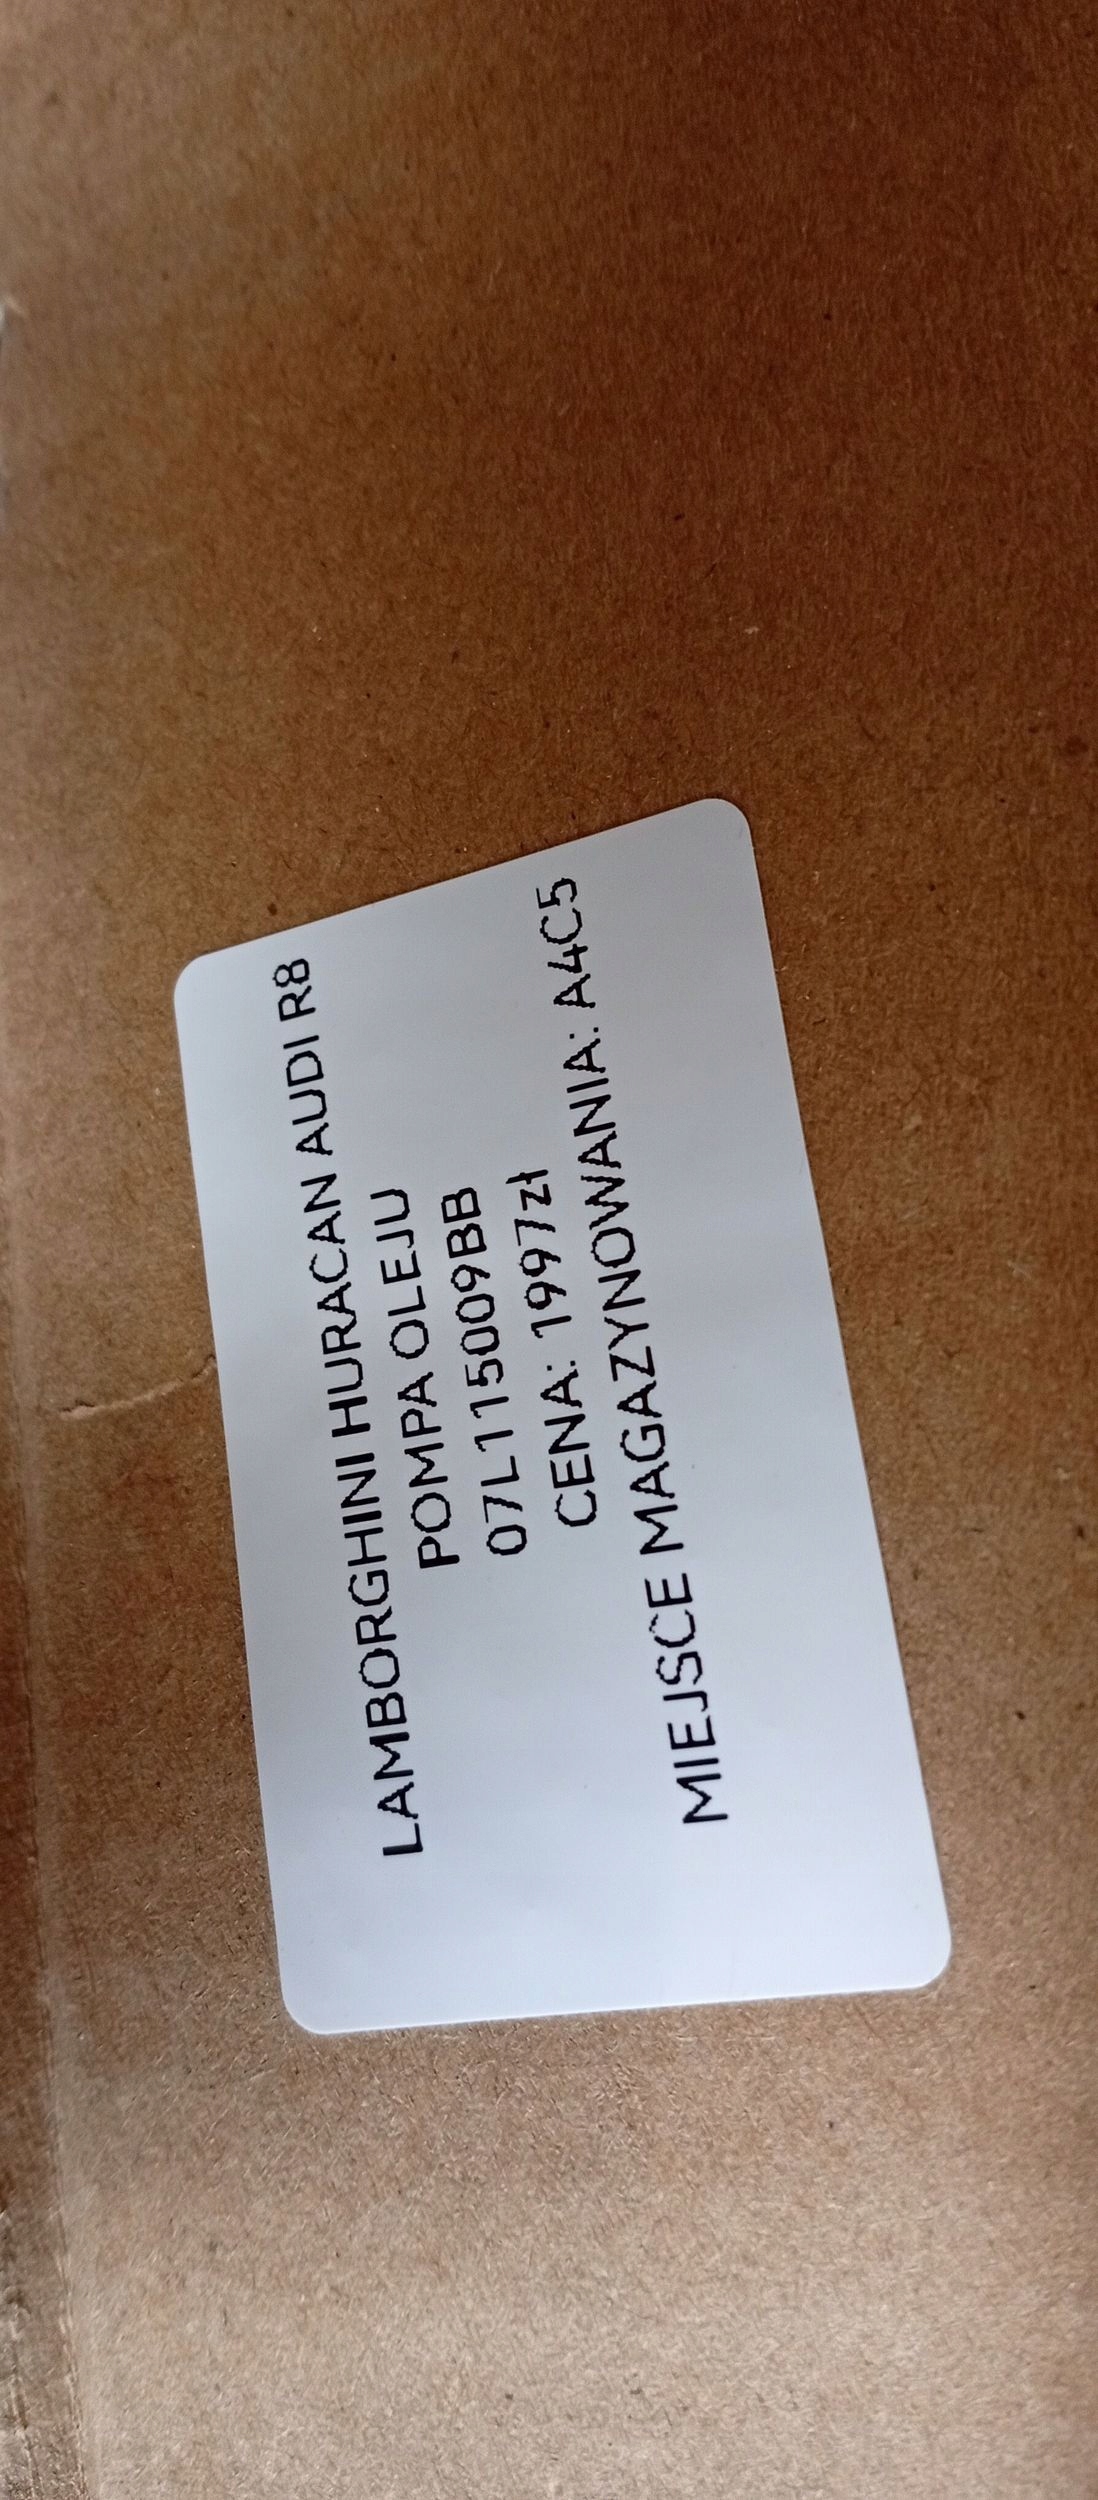 LAMBORGHINI HURACAN AUDI R8
POMPA OLEJU
07L115009BB
CENA: 1997zł
MIEJSCE MAGAZYNOWANIA: A4C5